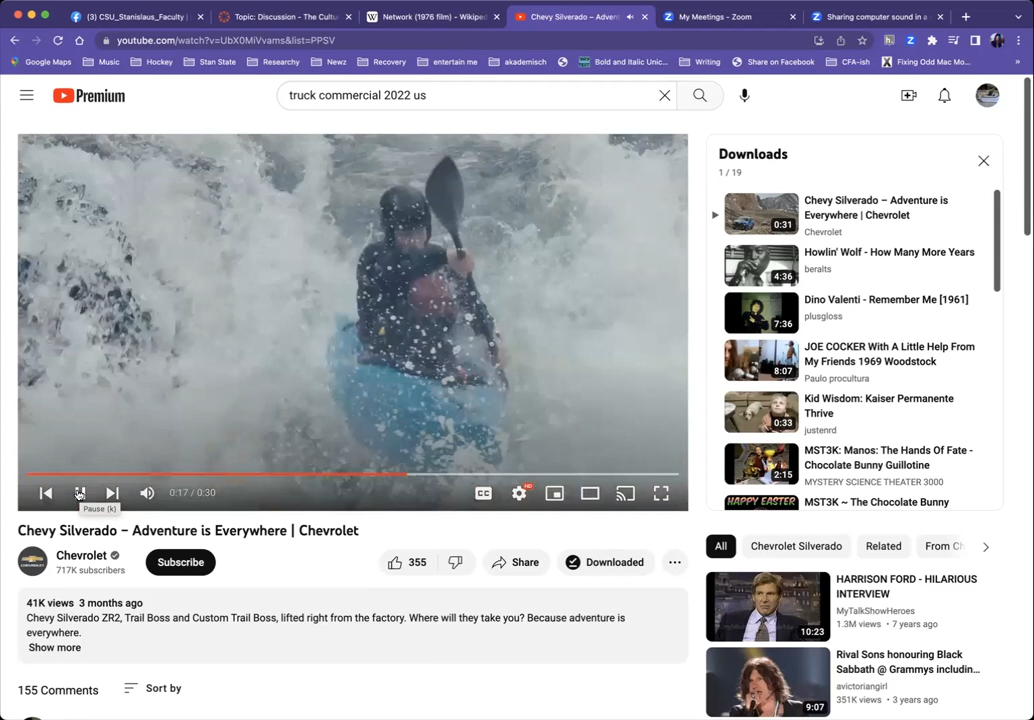 (3) CSU_Stanislaus_Faculty |
Topic: Discussion - The Cultu
Network (1976 film) - Wikiped
Chevy Silverado – Adventu
My Meetings - Zoom
Sharing computer sound in a s
youtube.com/watch?v=UbX0MiVvams&list=PPSV
Google Maps
Music
Hockey
Stan State
Researchy
Newz
Recovery
entertain me
akademisch
Bold and Italic Unic...
Writing
Share on Facebook
CFA-ish
Fixing Odd Mac Mo...
Premium
truck commercial 2022 us
Downloads
1 / 19
Chevy Silverado – Adventure is
Everywhere | Chevrolet
Chevrolet
0:31
Howlin' Wolf - How Many More Years
beralts
4:36
Dino Valenti - Remember Me [1961]
plusgloss
7:36
JOE COCKER With A Little Help From
My Friends 1969 Woodstock
Paulo procultura
8:07
Kid Wisdom: Kaiser Permanente
Thrive
justenrd
0:33
MST3K: Manos: The Hands Of Fate -
Chocolate Bunny Guillotine
MYSTERY SCIENCE THEATER 3000
2:15
HAPPY EASTER
MST3K ~ The Chocolate Bunny
0:17 / 0:30
CC
HD
Pause (k)
Chevy Silverado – Adventure is Everywhere | Chevrolet
Chevrolet
717K subscribers
Subscribe
355
Share
Downloaded
41K views 3 months ago
Chevy Silverado ZR2, Trail Boss and Custom Trail Boss, lifted right from the factory. Where will they take you? Because adventure is
everywhere.
Show more
155 Comments
Sort by
All
Chevrolet Silverado
Related
From Ch
HARRISON FORD - HILARIOUS
INTERVIEW
MyTalkShowHeroes
1.3M views • 7 years ago
10:23
Rival Sons honouring Black
Sabbath @ Grammys includin...
avictoriangirl
351K views • 3 years ago
9:07